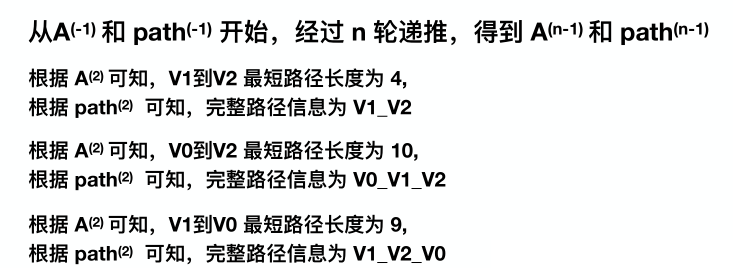 从A(-1) 和 path(-1) 开始，经过 n 轮递推，得到 A(n-1) 和 path(n-1)
根据 A(2) 可知，V1到V2 最短路径长度为 4,
根据 path(2) 可知，完整路径信息为 V1_V2
根据 A(2) 可知，V0到V2 最短路径长度为 10,
根据 path(2) 可知，完整路径信息为 V0_V1_V2
根据 A(2) 可知，V1到V0 最短路径长度为 9,
根据 path(2) 可知，完整路径信息为 V1_V2_V0